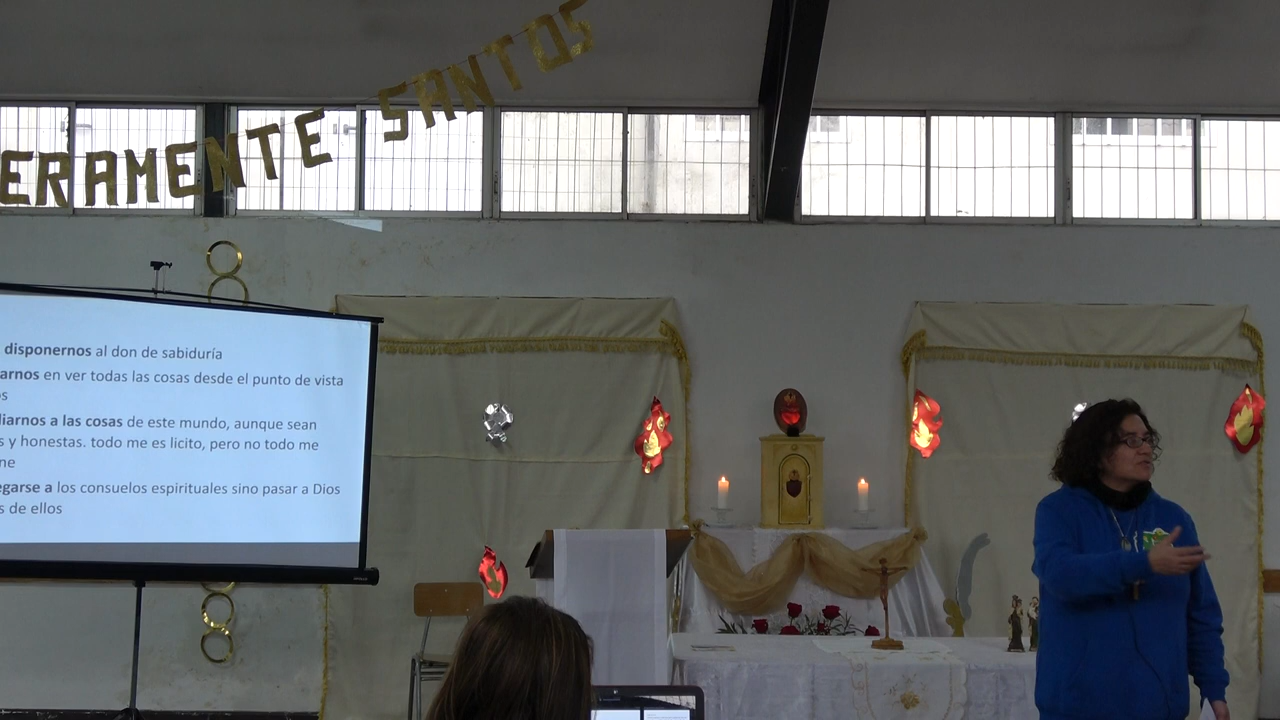 ERAMENTE SANTOS
disponernos al don de sabiduría
arnos en ver todas las cosas desde el punto de vista
os
liarnos a las cosas de este mundo, aunque sean
s y honestas. todo me es licito, pero no todo me
ne
egarse a los consuelos espirituales sino pasar a Dios
s de ellos